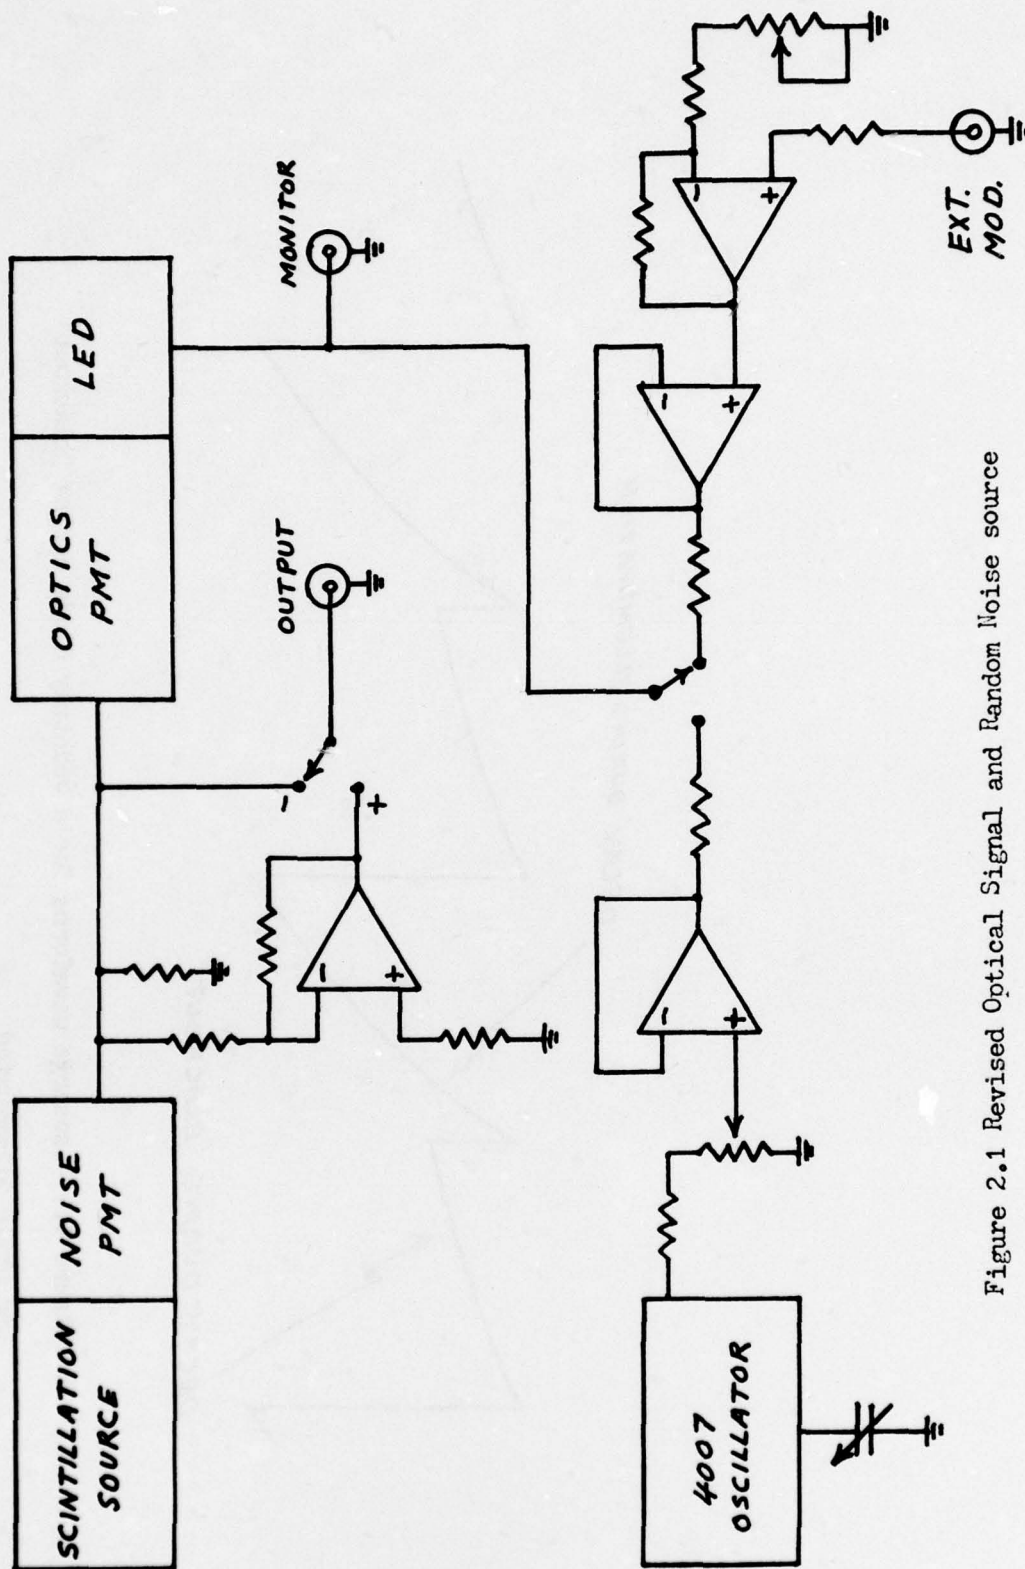 SCINTILLATION
SOURCE
NOISE
PMT
OPTICS
PMT
LED
MONITOR
OUTPUT
-
+
-
+
4007
OSCILLATOR
-
+
-
+
-
+
EXT.
MOD.
Figure 2.1 Revised Optical Signal and Random Noise source